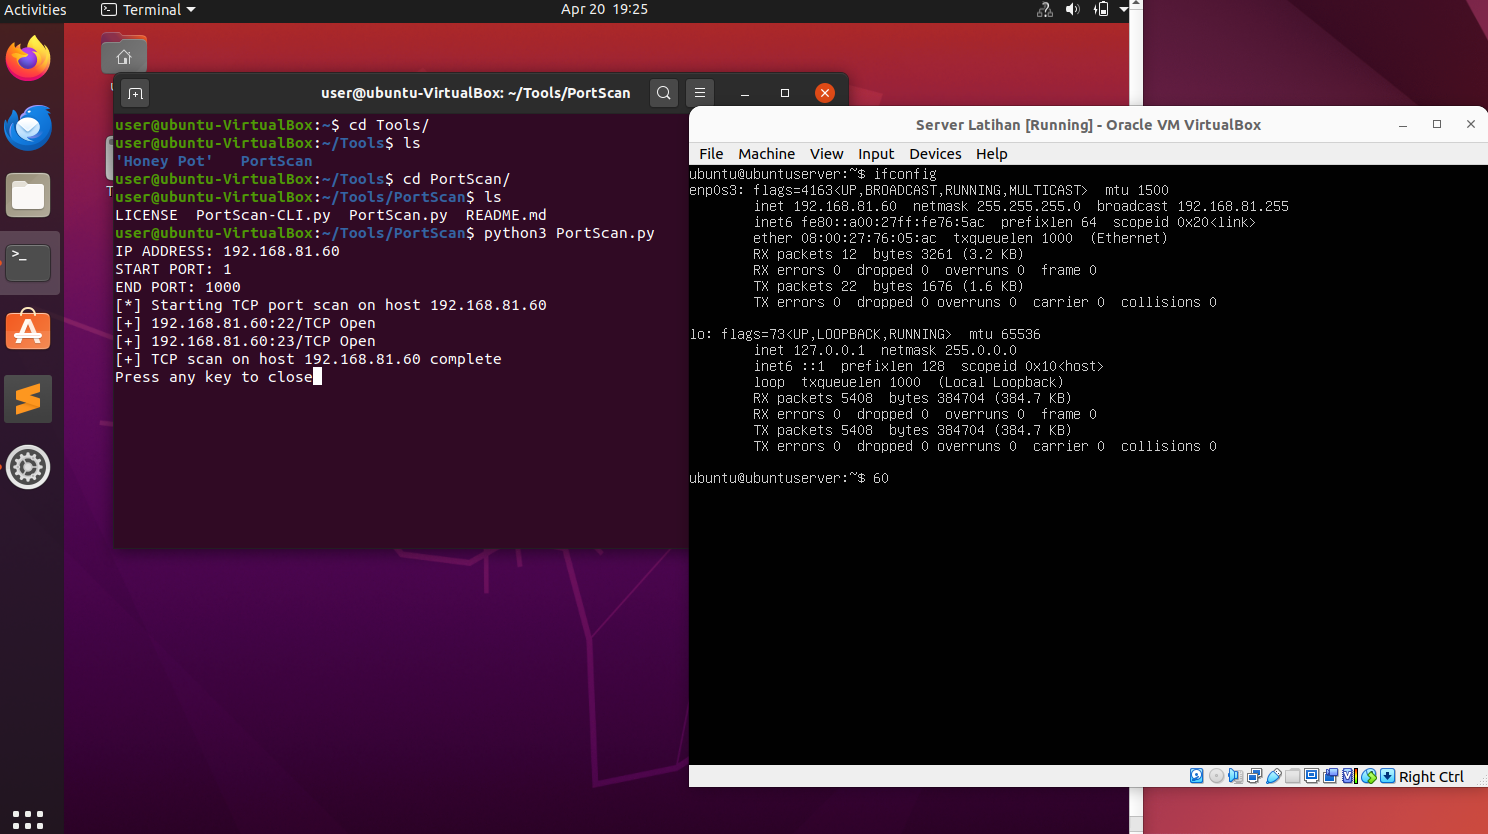 Activities
Terminal
Apr 20 19:25
user@ubuntu-VirtualBox: ~/Tools/PortScan
user@ubuntu-VirtualBox:~$ cd Tools/
user@ubuntu-VirtualBox:~/Tools$ ls
'Honey Pot'   PortScan
user@ubuntu-VirtualBox:~/Tools$ cd PortScan/
user@ubuntu-VirtualBox:~/Tools/PortScan$ ls
LICENSE  PortScan-CLI.py  PortScan.py  README.md
user@ubuntu-VirtualBox:~/Tools/PortScan$ python3 PortScan.py
IP ADDRESS: 192.168.81.60
START PORT: 1
END PORT: 1000
[*] Starting TCP port scan on host 192.168.81.60
[+] 192.168.81.60:22/TCP Open
[+] 192.168.81.60:23/TCP Open
[+] TCP scan on host 192.168.81.60 complete
Press any key to close
Server Latihan [Running] - Oracle VM VirtualBox
File Machine View Input Devices Help
ubuntu@ubuntuserver:~$ ifconfig
enp0s3: flags=4163<UP,BROADCAST,RUNNING,MULTICAST>  mtu 1500
        inet 192.168.81.60  netmask 255.255.255.0  broadcast 192.168.81.255
        inet6 fe80::a00:27ff:fe76:5ac  prefixlen 64  scopeid 0x20<link>
        ether 08:00:27:76:05:ac  txqueuelen 1000  (Ethernet)
        RX packets 12  bytes 3261 (3.2 KB)
        RX errors 0  dropped 0  overruns 0  frame 0
        TX packets 22  bytes 1676 (1.6 KB)
        TX errors 0  dropped 0 overruns 0  carrier 0  collisions 0
lo: flags=73<UP,LOOPBACK,RUNNING>  mtu 65536
        inet 127.0.0.1  netmask 255.0.0.0
        inet6 ::1  prefixlen 128  scopeid 0x10<host>
        loop  txqueuelen 1000  (Local Loopback)
        RX packets 5408  bytes 384704 (384.7 KB)
        RX errors 0  dropped 0  overruns 0  frame 0
        TX packets 5408  bytes 384704 (384.7 KB)
        TX errors 0  dropped 0 overruns 0  carrier 0  collisions 0
ubuntu@ubuntuserver:~$ 60
Right Ctrl